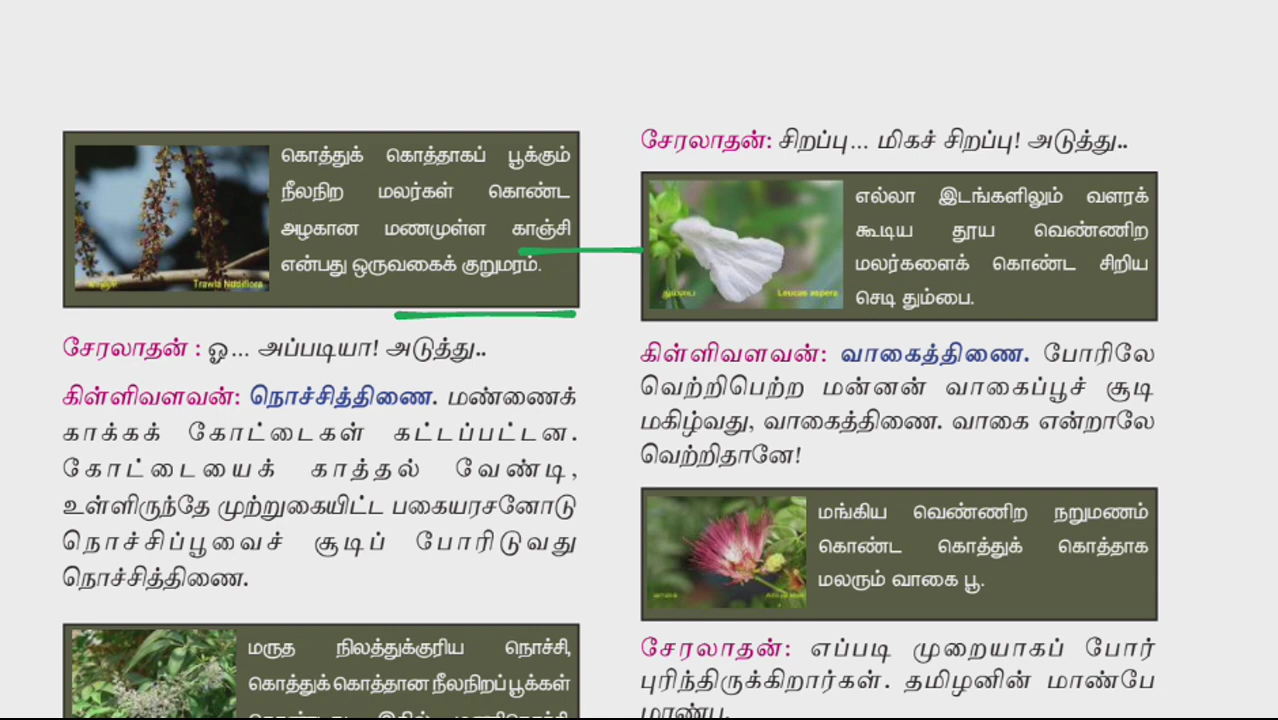 கொத்துக் கொத்தாகப் பூக்கும்
நீலநிற மலர்கள் கொண்ட
அழகான மணமுள்ள காஞ்சி
என்பது ஒருவகைக் குறுமரம்.
காஞ்சி
Trawia Nudiflora
சேரலாதன் : ஓ... அப்படியா! அடுத்து..
கிள்ளிவளவன்: நொச்சித்திணை. மண்ணைக்
காக்கக் கோட்டைகள் கட்டப்பட்டன.
கோட்டையைக் காத்தல் வேண்டி,
உள்ளிருந்தே முற்றுகையிட்ட பகையரசனோடு
நொச்சிப்பூவைச் சூடிப் போரிடுவது
நொச்சித்திணை.
மருத நிலத்துக்குரிய நொச்சி,
கொத்துக் கொத்தான நீலநிறப் பூக்கள்
சேரலாதன்: சிறப்பு... மிகச் சிறப்பு! அடுத்து..
எல்லா இடங்களிலும் வளரக்
கூடிய தூய வெண்ணிற
மலர்களைக் கொண்ட சிறிய
செடி தும்பை.
தும்பை
Leucas aspera
கிள்ளிவளவன்: வாகைத்திணை. போரிலே
வெற்றிபெற்ற மன்னன் வாகைப்பூச் சூடி
மகிழ்வது, வாகைத்திணை. வாகை என்றாலே
வெற்றிதானே!
மங்கிய வெண்ணிற நறுமணம்
கொண்ட கொத்துக் கொத்தாக
மலரும் வாகை பூ.
வாகை
சேரலாதன்: எப்படி முறையாகப் போர்
புரிந்திருக்கிறார்கள். தமிழனின் மாண்பே
மாண்பு.